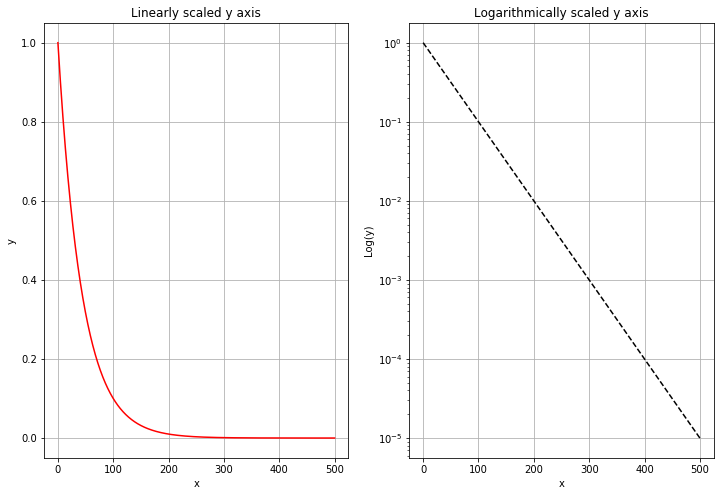 Linearly scaled y axis
1.0
0.8
0.6
0.4
0.2
0.0
y
0 100 200 300 400 500
x
Logarithmically scaled y axis
10⁰
10⁻¹
10⁻²
10⁻³
10⁻⁴
10⁻⁵
Log(y)
0 100 200 300 400 500
x